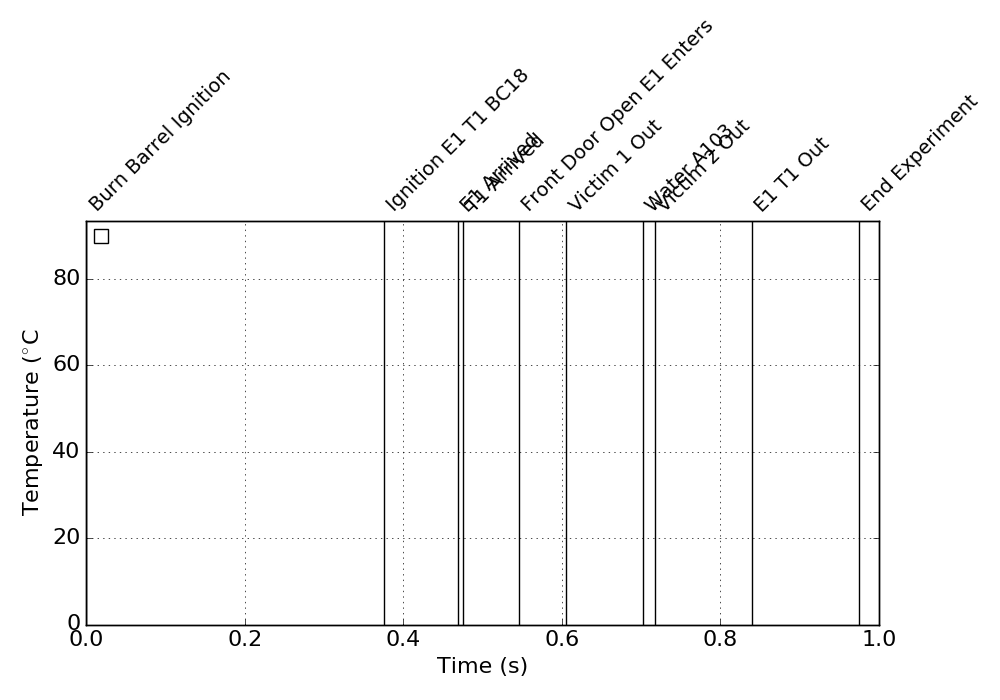 Burn Barrel Ignition
Ignition E1 T1 BC18
E1 Arrived
T1 Arrived
Front Door Open E1 Enters
Victim 1 Out
Water A103
Victim 2 Out
E1 T1 Out
End Experiment
80
60
40
20
0
Temperature (°C
0.0 0.2 0.4 0.6 0.8 1.0
Time (s)